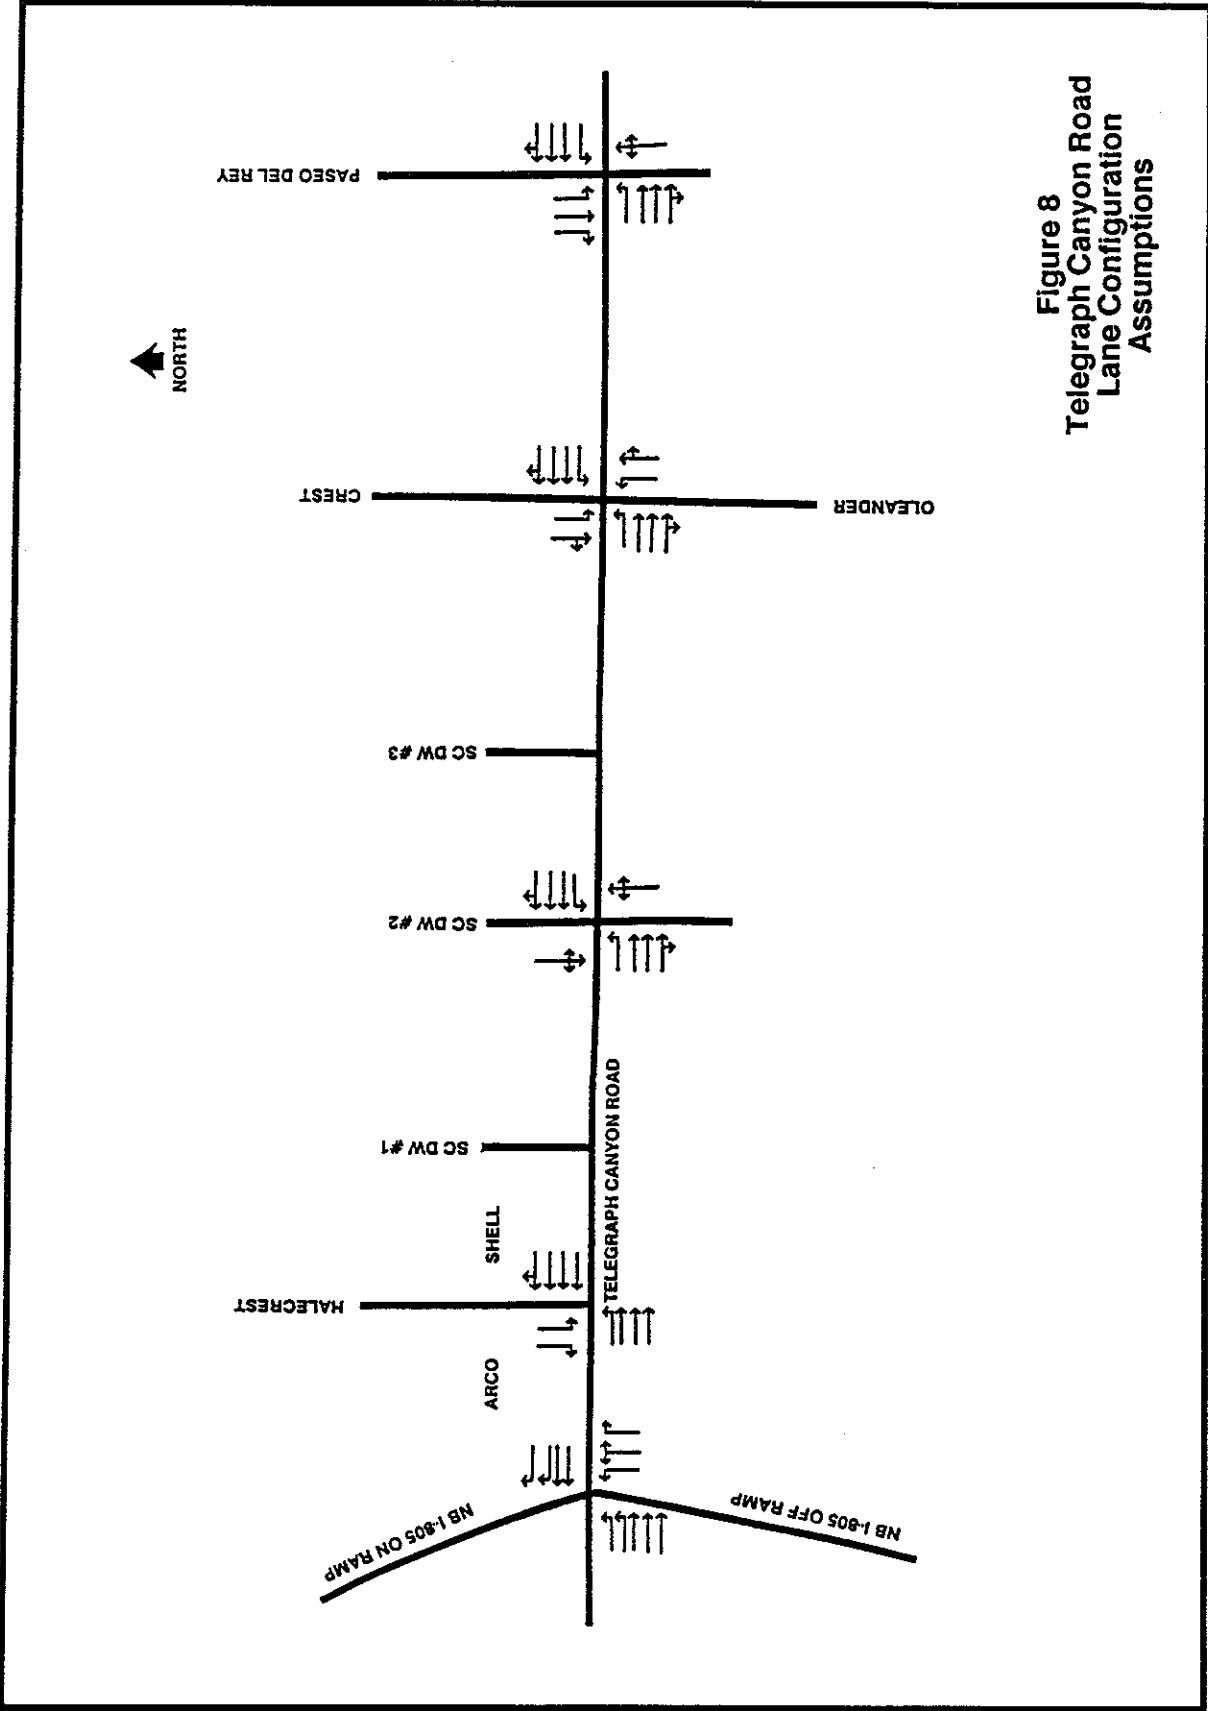 PASEO DEL REY
NORTH
CREST
OLEANDER
SC DW #3
SC DW #2
SC DW #1
TELEGRAPH CANYON ROAD
SHELL
HALECREST
ARCO
NB I-805 ON RAMP
NB I-805 OFF RAMP
Figure 8
Telegraph Canyon Road
Lane Configuration
Assumptions